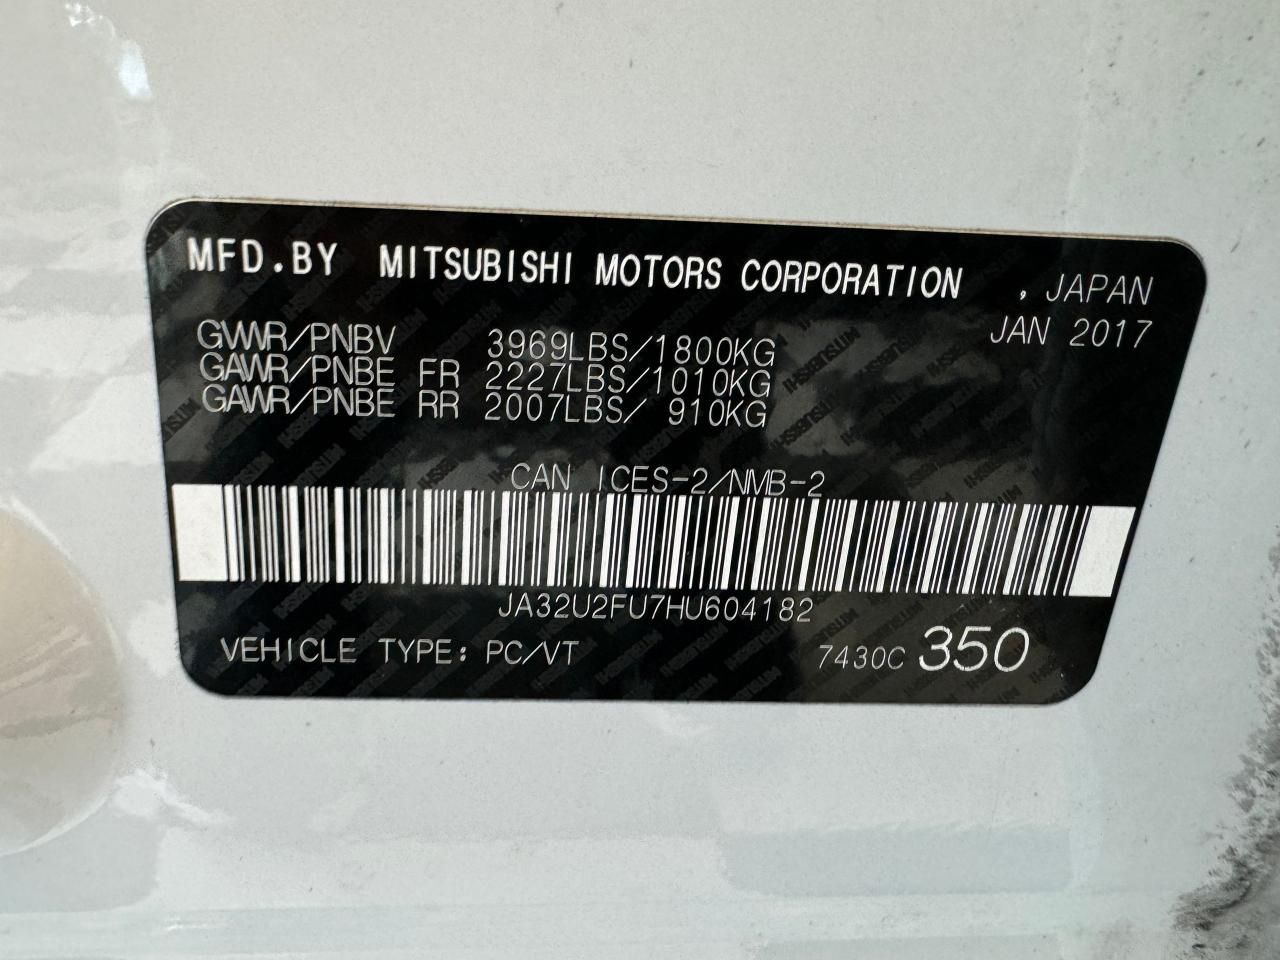 MFD.BY MITSUBISHI MOTORS CORPORATION , JAPAN
JAN 2017
GVWR/PNBV 3969LBS/1800KG
GAWR/PNBE FR 2227LBS/1010KG
GAWR/PNBE RR 2007LBS/ 910KG
CAN ICES-2/NMB-2
JA32U2FU7HU604182
VEHICLE TYPE: PC/VT 7430C 350